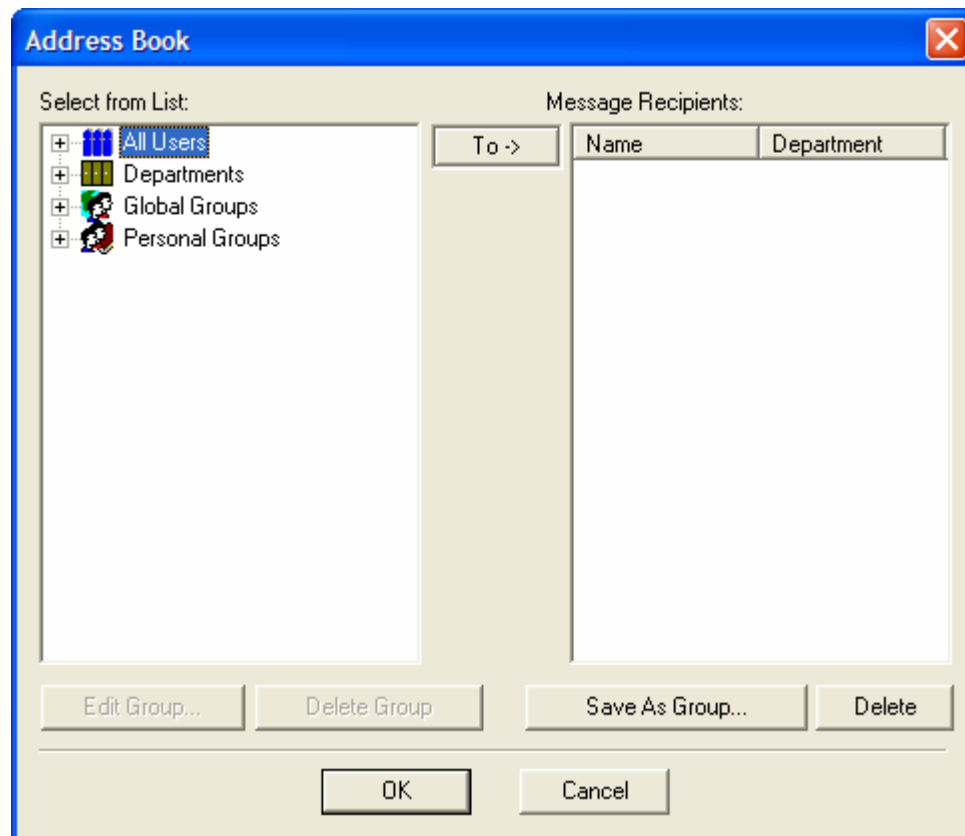 Address Book
Select from List:
Message Recipients:
All Users
Departments
Global Groups
Personal Groups
To ->
Name Department
Edit Group... Delete Group Save As Group... Delete
OK Cancel